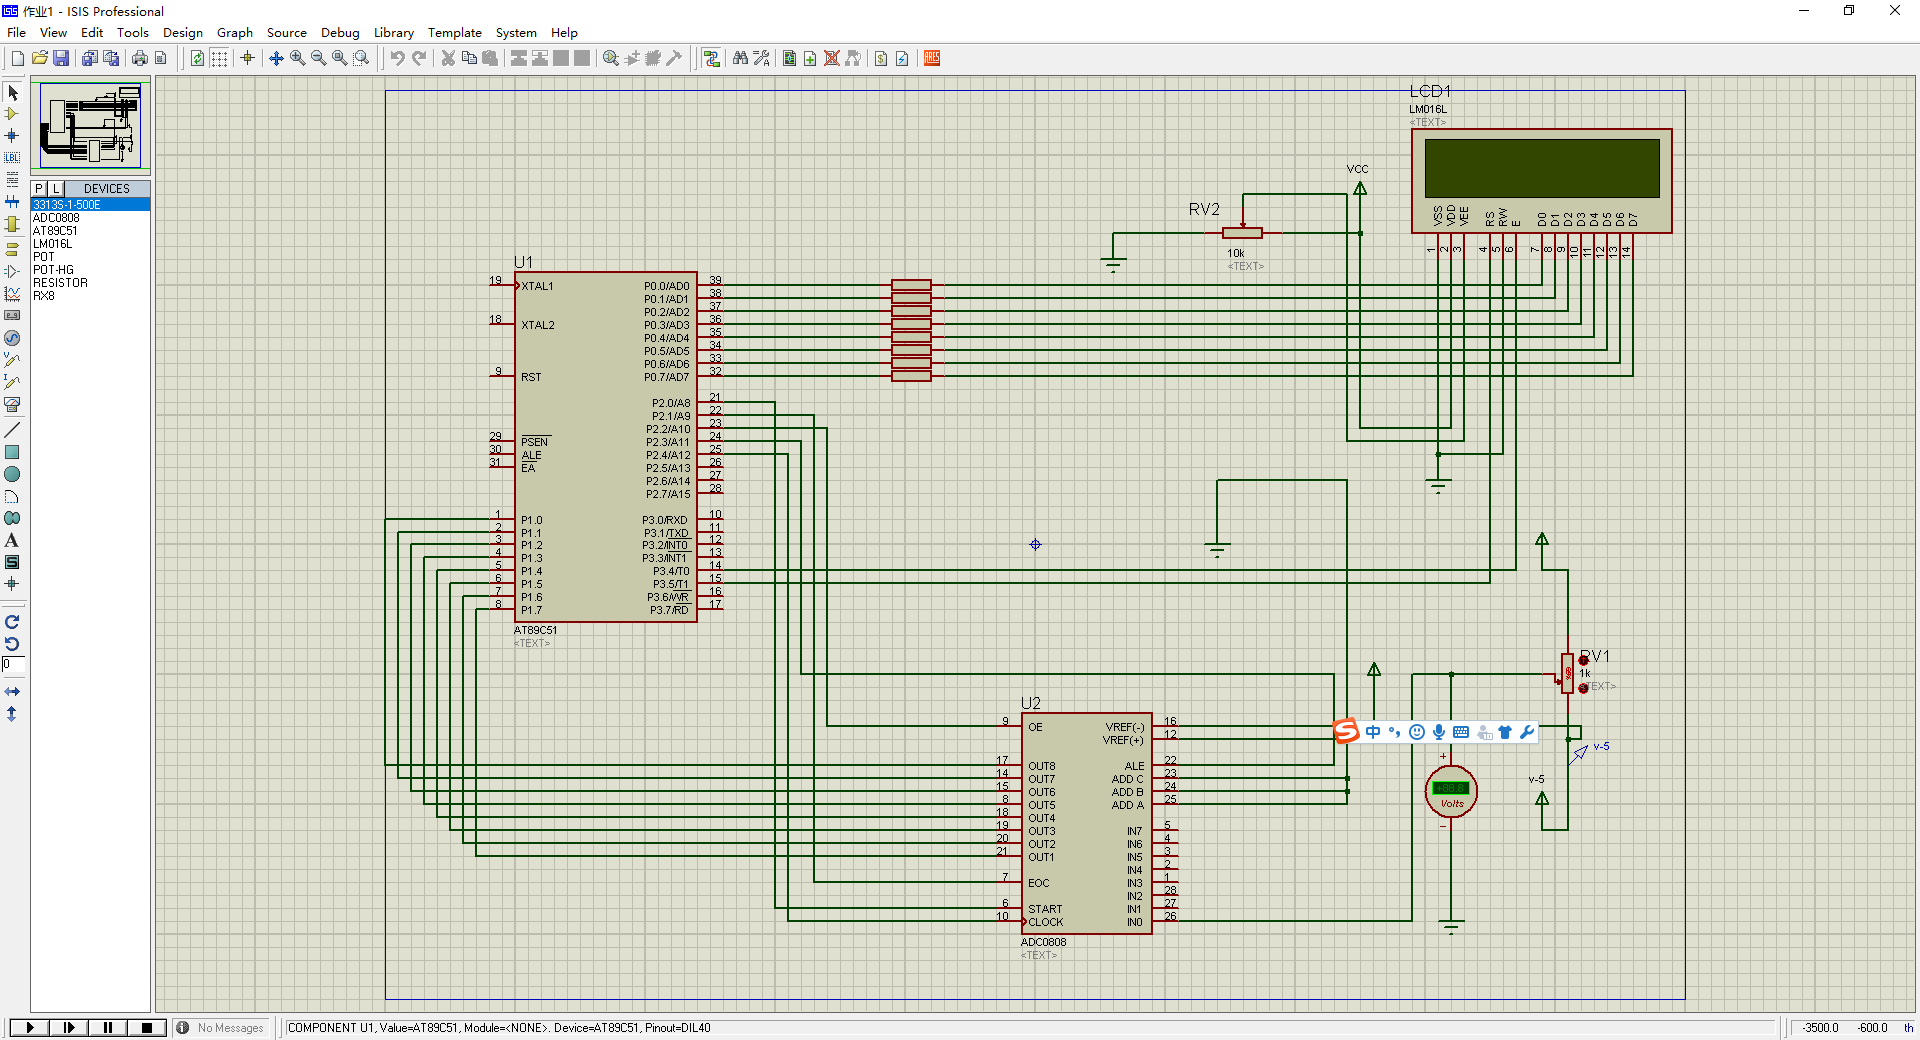 作业1 - ISIS Professional
File View Edit Tools Design Graph Source Debug Library Template System Help
P L DEVICES
3313S-1-500E
ADC0808
AT89C51
LM016L
POT
POT-HG
RESISTOR
RX8
LBL
A
S
0
LCD1
LM016L
<TEXT>
VSS VDD VEE RS RW E D0 D1 D2 D3 D4 D5 D6 D7
1 2 3 4 5 6 7 8 9 10 11 12 13 14
VCC
RV2
10k
<TEXT>
U1
19 XTAL1 P0.0/AD0 39
P0.1/AD1 38
P0.2/AD2 37
18 XTAL2 P0.3/AD3 36
P0.4/AD4 35
P0.5/AD5 34
P0.6/AD6 33
9 RST P0.7/AD7 32
P2.0/A8 21
P2.1/A9 22
P2.2/A10 23
29 PSEN P2.3/A11 24
30 ALE P2.4/A12 25
31 EA P2.5/A13 26
P2.6/A14 27
P2.7/A15 28
1 P1.0 P3.0/RXD 10
2 P1.1 P3.1/TXD 11
3 P1.2 P3.2/INT0 12
4 P1.3 P3.3/INT1 13
5 P1.4 P3.4/T0 14
6 P1.5 P3.5/T1 15
7 P1.6 P3.6/WR 16
8 P1.7 P3.7/RD 17
AT89C51
<TEXT>
RV1
1k
<TEXT>
U2
9 OE VREF(-) 16
VREF(+) 12
17 OUT8 ALE 22
14 OUT7 ADD C 23
15 OUT6 ADD B 24
8 OUT5 ADD A 25
18 OUT4
19 OUT3 IN7 5
20 OUT2 IN6 4
21 OUT1 IN5 3
IN4 2
7 EOC IN3 1
IN2 28
6 START IN1 27
10 CLOCK IN0 26
ADC0808
<TEXT>
S 中
v-5
v-5
+
Volts
No Messages
COMPONENT U1, Value=AT89C51, Module=<NONE>. Device=AT89C51, Pinout=DIL40
-3500.0 -600.0 th